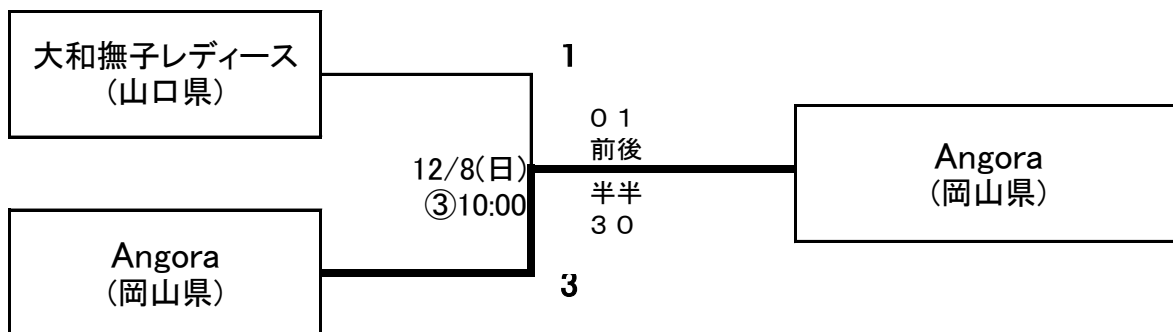 大和撫子レディース
(山口県)
1
０１
前後
12/8(日)
③10:00
半半
３０
Angora
(岡山県)
3
Angora
(岡山県)